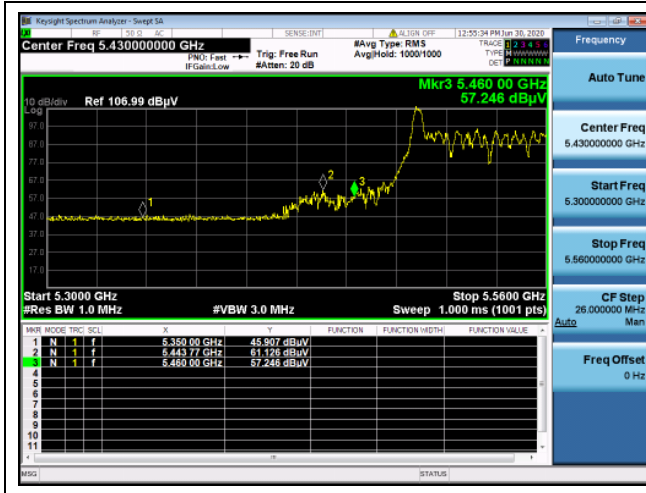 Keysight Spectrum Analyzer - Swept SA
RF 50 Ω AC SENSE:INT ALIGN OFF 12:55:34 PM Jun 30, 2020
Center Freq 5.430000000 GHz
PNO: Fast
IFGain:Low
Trig: Free Run
#Atten: 20 dB
#Avg Type: RMS
Avg|Hold: 1000/1000
TRACE 1 2 3 4 5 6
TYPE M W W W W W
DET P N N N N N
Mkr3 5.460 00 GHz
57.246 dBµV
10 dB/div Ref 106.99 dBµV
Log
97.0
87.0
77.0
67.0
57.0
47.0
37.0
27.0
17.0
1
2
3
Start 5.3000 GHz Stop 5.5600 GHz
#Res BW 1.0 MHz #VBW 3.0 MHz Sweep 1.000 ms (1001 pts)
MKR MODE TRC SCL X Y FUNCTION FUNCTION WIDTH FUNCTION VALUE
1 N 1 f 5.350 00 GHz 45.907 dBµV
2 N 1 f 5.443 77 GHz 61.126 dBµV
3 N 1 f 5.460 00 GHz 57.246 dBµV
4
5
6
7
8
9
10
11
MSG STATUS
Frequency
Auto Tune
Center Freq
5.430000000 GHz
Start Freq
5.300000000 GHz
Stop Freq
5.560000000 GHz
CF Step
26.000000 MHz
Auto Man
Freq Offset
0 Hz